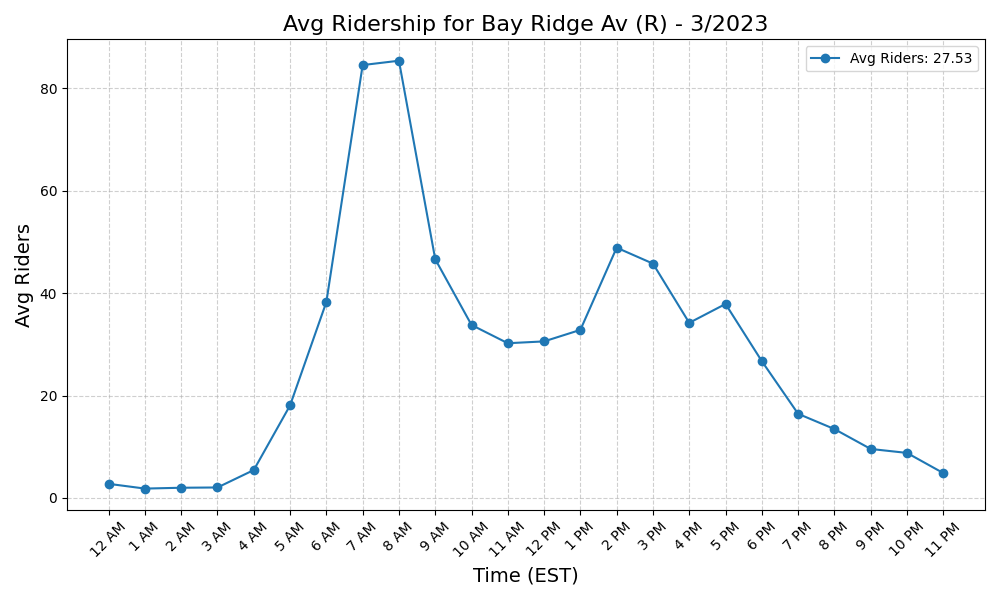 Avg Ridership for Bay Ridge Av (R) - 3/2023
Avg Riders: 27.53
Avg Riders
80
60
40
20
0
12 AM
1 AM
2 AM
3 AM
4 AM
5 AM
6 AM
7 AM
8 AM
9 AM
10 AM
11 AM
12 PM
1 PM
2 PM
3 PM
4 PM
5 PM
6 PM
7 PM
8 PM
9 PM
10 PM
11 PM
Time (EST)